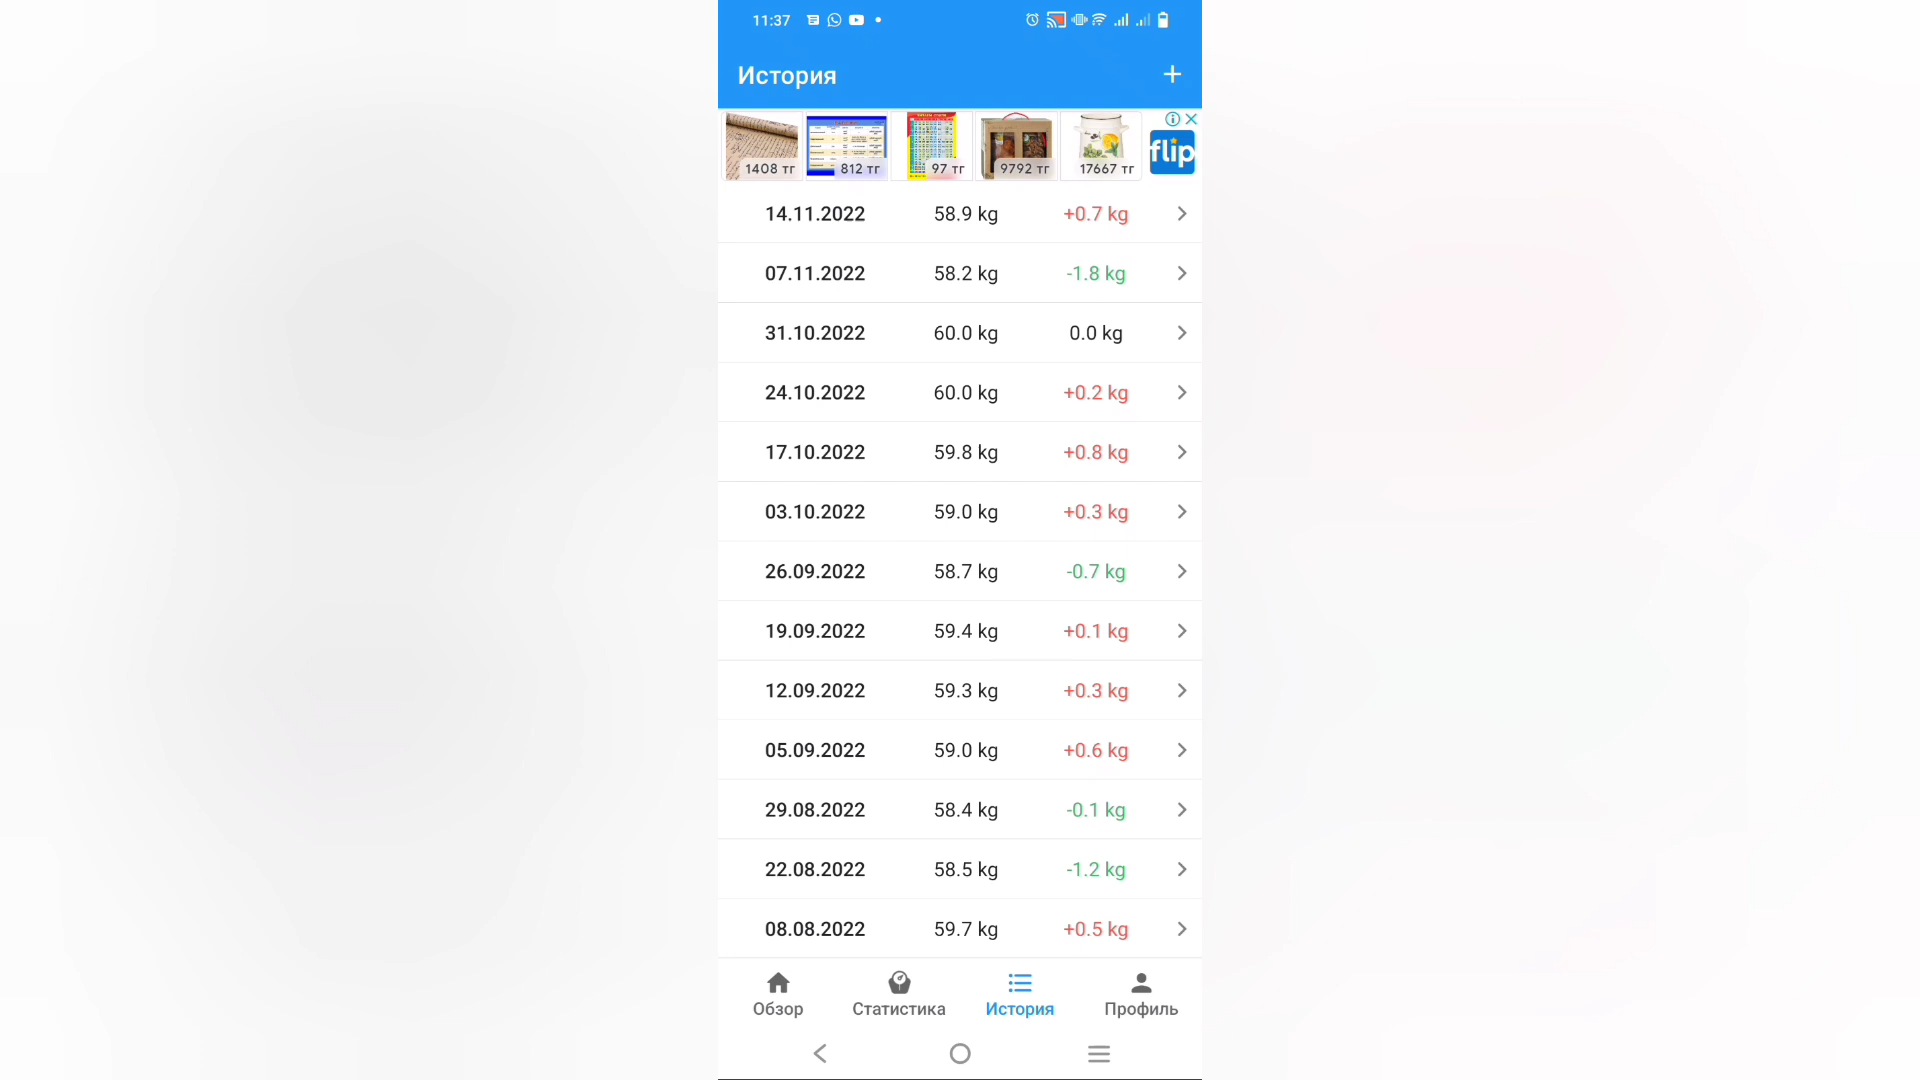 11:37
История
+
1408 тг 812 тг 97 тг 9792 тг 17667 тг flip
14.11.2022 58.9 kg +0.7 kg
07.11.2022 58.2 kg -1.8 kg
31.10.2022 60.0 kg 0.0 kg
24.10.2022 60.0 kg +0.2 kg
17.10.2022 59.8 kg +0.8 kg
03.10.2022 59.0 kg +0.3 kg
26.09.2022 58.7 kg -0.7 kg
19.09.2022 59.4 kg +0.1 kg
12.09.2022 59.3 kg +0.3 kg
05.09.2022 59.0 kg +0.6 kg
29.08.2022 58.4 kg -0.1 kg
22.08.2022 58.5 kg -1.2 kg
08.08.2022 59.7 kg +0.5 kg
Обзор Статистика История Профиль